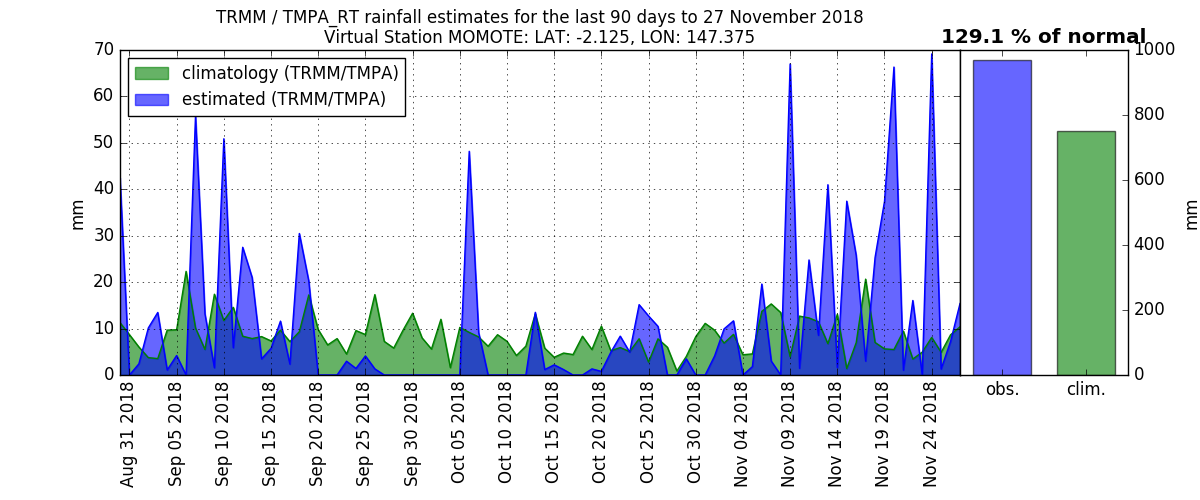 TRMM / TMPA_RT rainfall estimates for the last 90 days to 27 November 2018
Virtual Station MOMOTE: LAT: -2.125, LON: 147.375
129.1 % of normal
climatology (TRMM/TMPA)
estimated (TRMM/TMPA)
70
60
50
40
30
20
10
0
mm
Aug 31 2018
Sep 05 2018
Sep 10 2018
Sep 15 2018
Sep 20 2018
Sep 25 2018
Sep 30 2018
Oct 05 2018
Oct 10 2018
Oct 15 2018
Oct 20 2018
Oct 25 2018
Oct 30 2018
Nov 04 2018
Nov 09 2018
Nov 14 2018
Nov 19 2018
Nov 24 2018
obs.
clim.
1000
800
600
400
200
0
mm